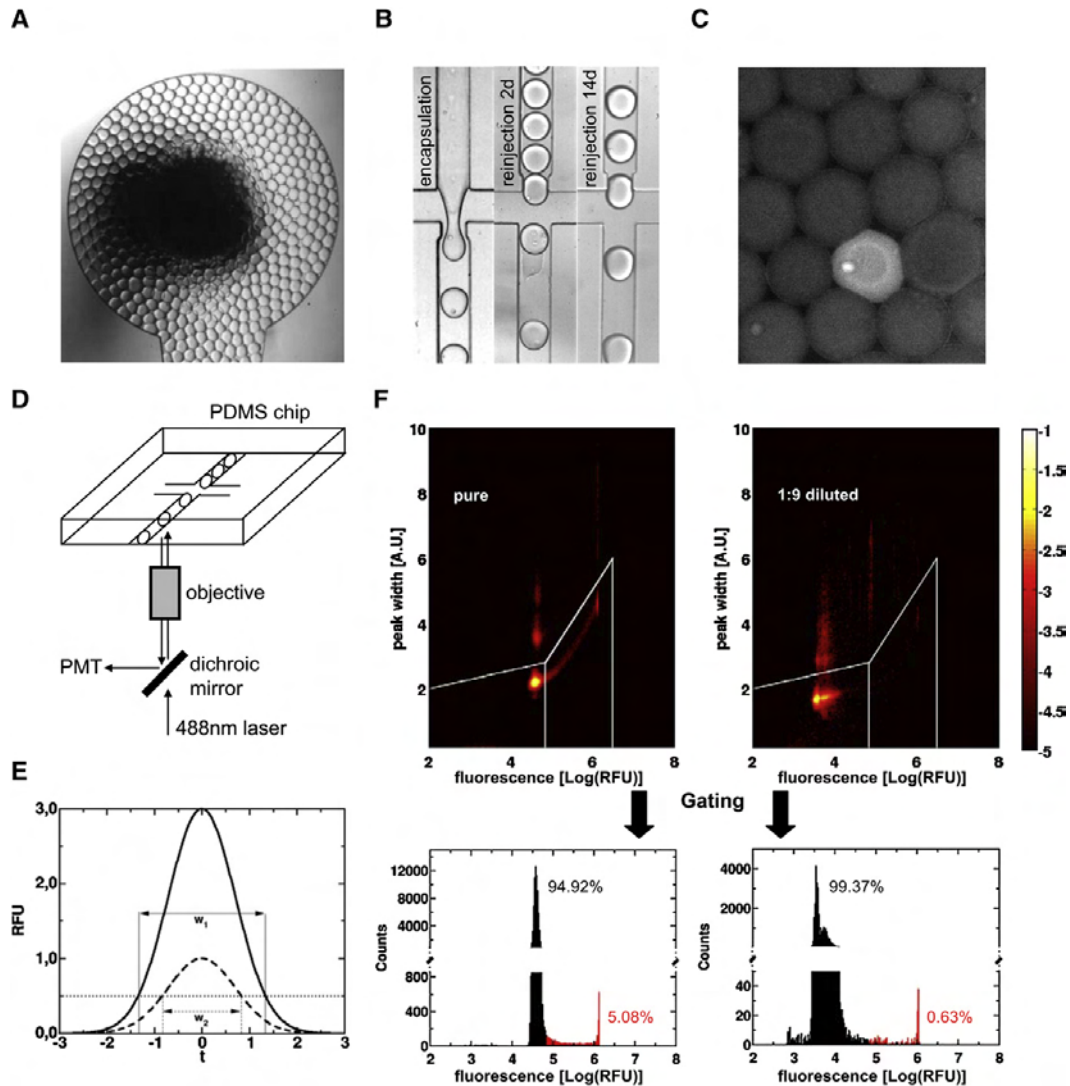 A
B
C
encapsulation
reinjection 2d
reinjection 14d
D
PDMS chip
objective
PMT
dichroic
mirror
488nm laser
E
3,0
2,0
1,0
0,0
RFU
w1
w2
-3 -2 -1 0 1 2 3
t
F
10
8
6
4
2
peak width [A.U.]
pure
2 4 6 8
fluorescence [Log(RFU)]
peak width [A.U.]
10
8
6
4
2
1:9 diluted
2 4 6 8
fluorescence [Log(RFU)]
-1
-1.5
-2
-2.5
-3
-3.5
-4
-4.5
-5
Gating
12000
8000
4000
800
600
400
200
0
Counts
94.92%
5.08%
2 3 4 5 6 7 8
fluorescence [Log(RFU)]
4000
2000
40
20
0
Counts
99.37%
0.63%
2 3 4 5 6 7 8
fluorescence [Log(RFU)]